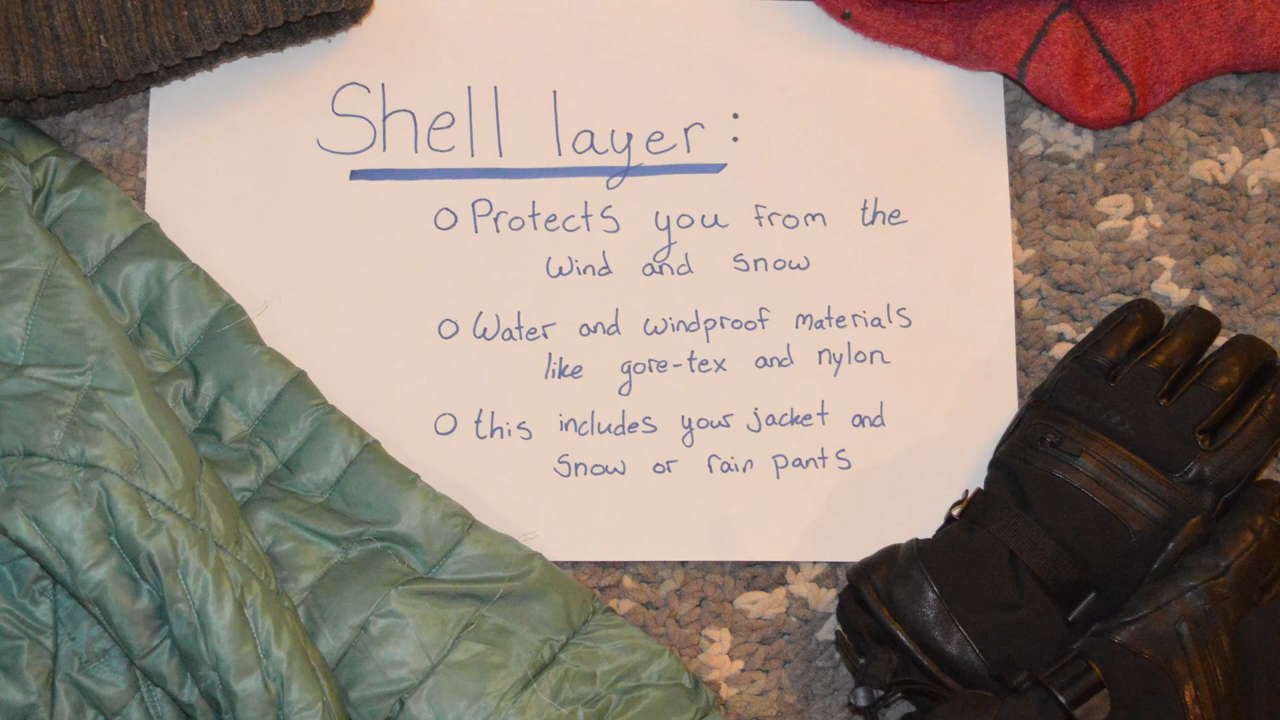 Shell layer:
o Protects you from the
wind and snow
o Water and windproof materials
like gore-tex and nylon
o this includes your jacket and
snow or rain pants